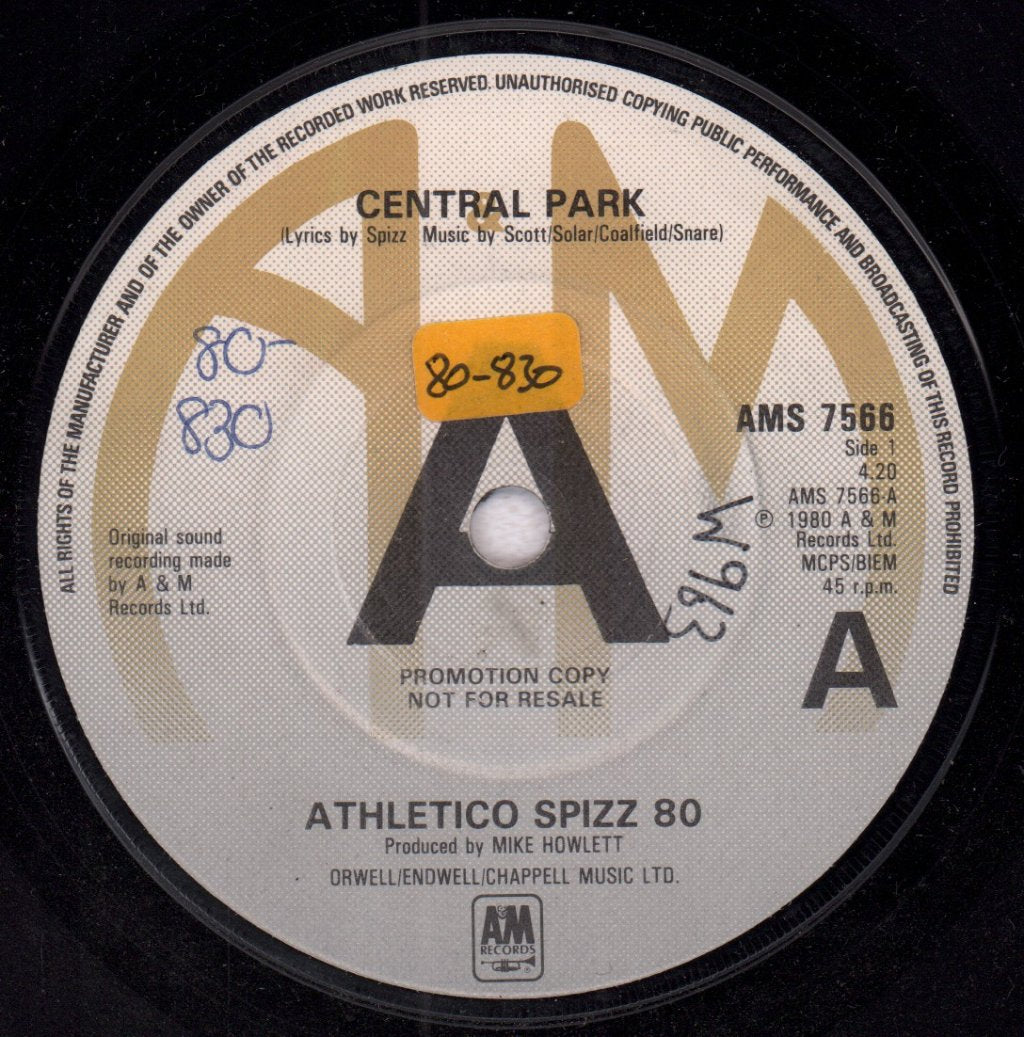 ALL RIGHTS OF THE MANUFACTURER AND OF THE OWNER OF THE RECORDED WORK RESERVED. UNAUTHORISED COPYING PUBLIC PERFORMANCE AND BROADCASTING OF THIS RECORD PROHIBITED
CENTRAL PARK
(Lyrics by Spizz Music by Scott/Solar/Coalfield/Snare)
80-
830
80-830
A
AMS 7566
Side 1
4.20
AMS 7566 A
℗ 1980 A & M
Records Ltd.
MCPS/BIEM
45 r.p.m.
Original sound
recording made
by A & M
Records Ltd.
W963
A
PROMOTION COPY
NOT FOR RESALE
ATHLETICO SPIZZ 80
Produced by MIKE HOWLETT
ORWELL/ENDWELL/CHAPPELL MUSIC LTD.
A&M
RECORDS
®